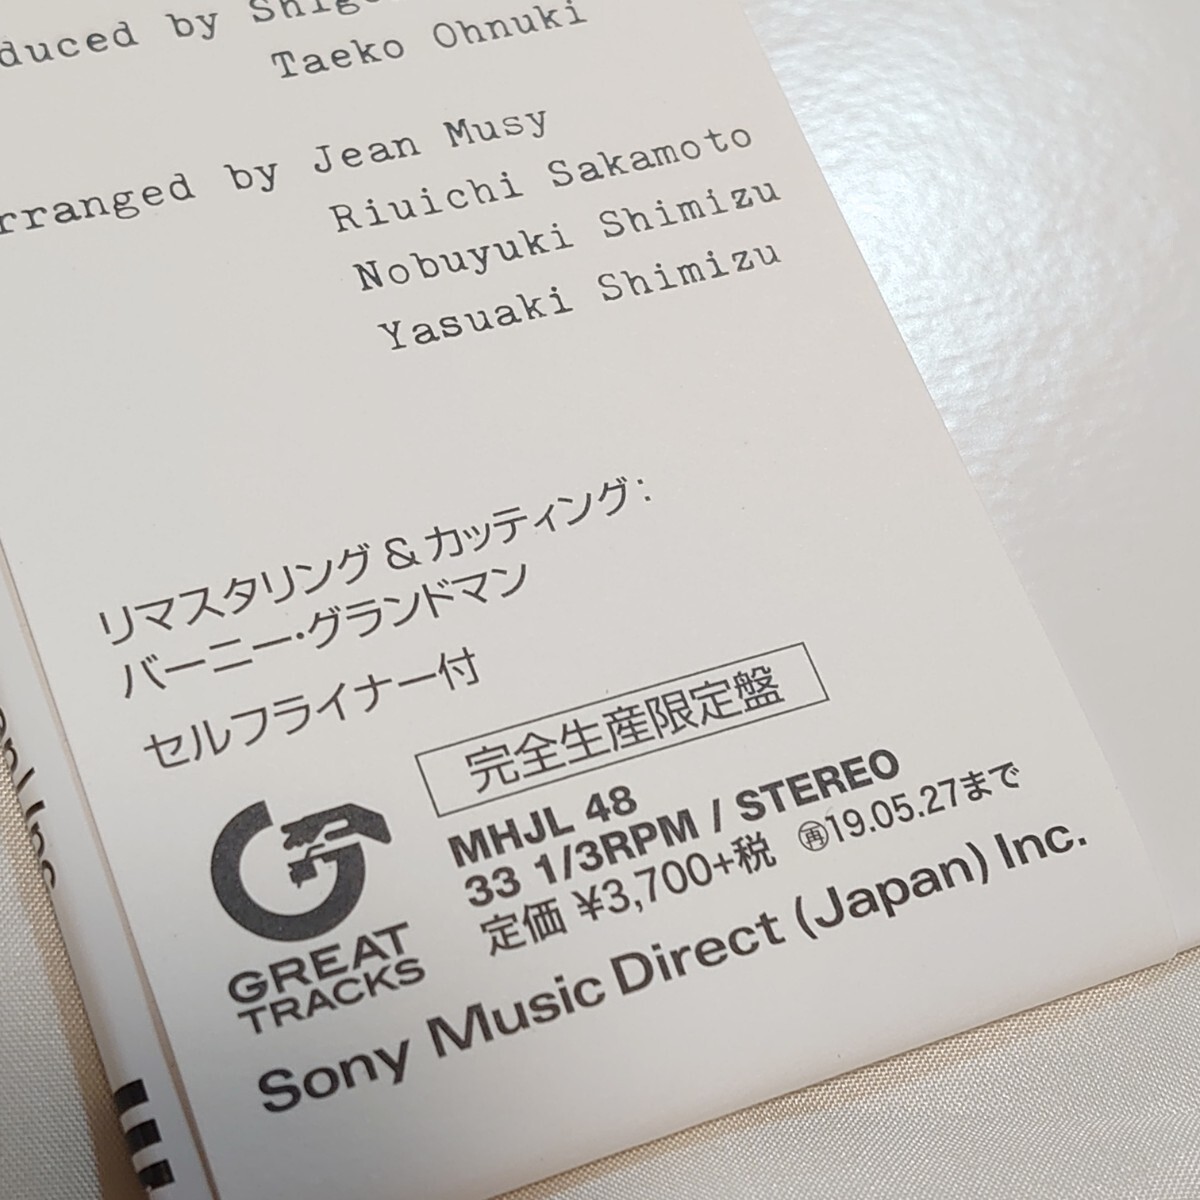 duced by
Taeko Ohnuki
rranged by Jean Musy
Riuichi Sakamoto
Nobuyuki Shimizu
Yasuaki Shimizu
リマスタリング & カッティング:
バーニー・グランドマン
セルフライナー付
完全生産限定盤
MHJL 48
33 1/3RPM / STEREO
定価 ¥3,700+税 ㊢19.05.27まで
GREAT
TRACKS
Sony Music Direct (Japan) Inc.